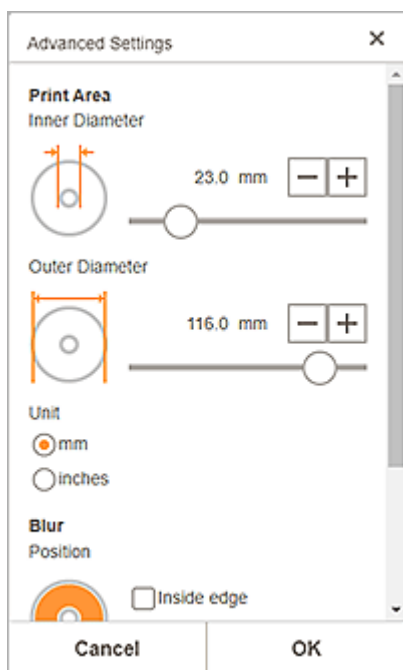 Advanced Settings
Print Area
Inner Diameter
23.0 mm
Outer Diameter
116.0 mm
Unit
mm
inches
Blur
Position
Inside edge
Cancel OK